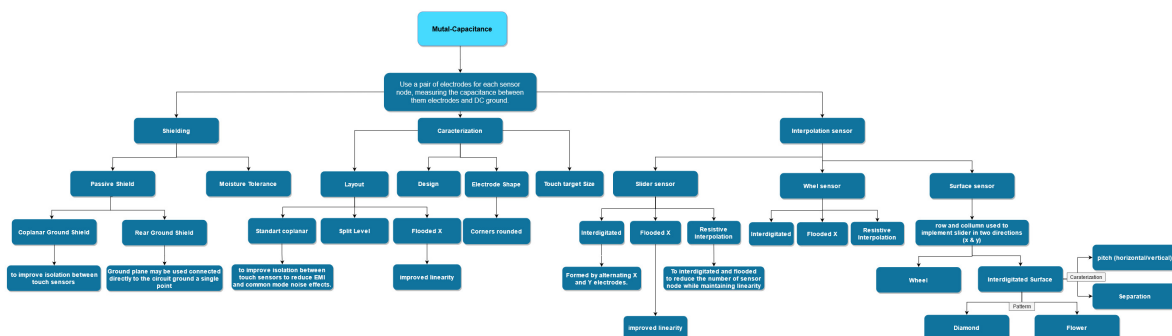 Mutal-Capacitance
Use a pair of electrodes for each sensor
node, measuring the capacitance between
them electrodes and DC ground.
Shielding
Caracterization
Interpolation sensor
Passive Shield
Moisture Tolerance
Layout
Design
Electrode Shape
Touch target Size
Slider sensor
Whel sensor
Surface sensor
Coplanar Ground Shield
Rear Ground Shield
Standart coplanar
Split Level
Flooded X
Corners rounded
Interdigitated
Flooded X
Resistive
Interpolation
Interdigitated
Flooded X
Resistive
Interpolation
row and column used to
implement slider in two directions
(x & y)
to improve isolation between
touch sensors
Ground plane may be used connected
directly to the circuit ground a single
point
to improve isolation between
touch sensors to reduce EMI
and common mode noise effects.
improved linearity
Formed by alternating X
and Y electrodes.
To interdigitated and flooded
to reduce the number of sensor
node while maintaining linearity
Wheel
Interdigitated Surface
Caraterization
pitch (horizontal/vertical)
Separation
Pattern
improved linearity
Diamond
Flower